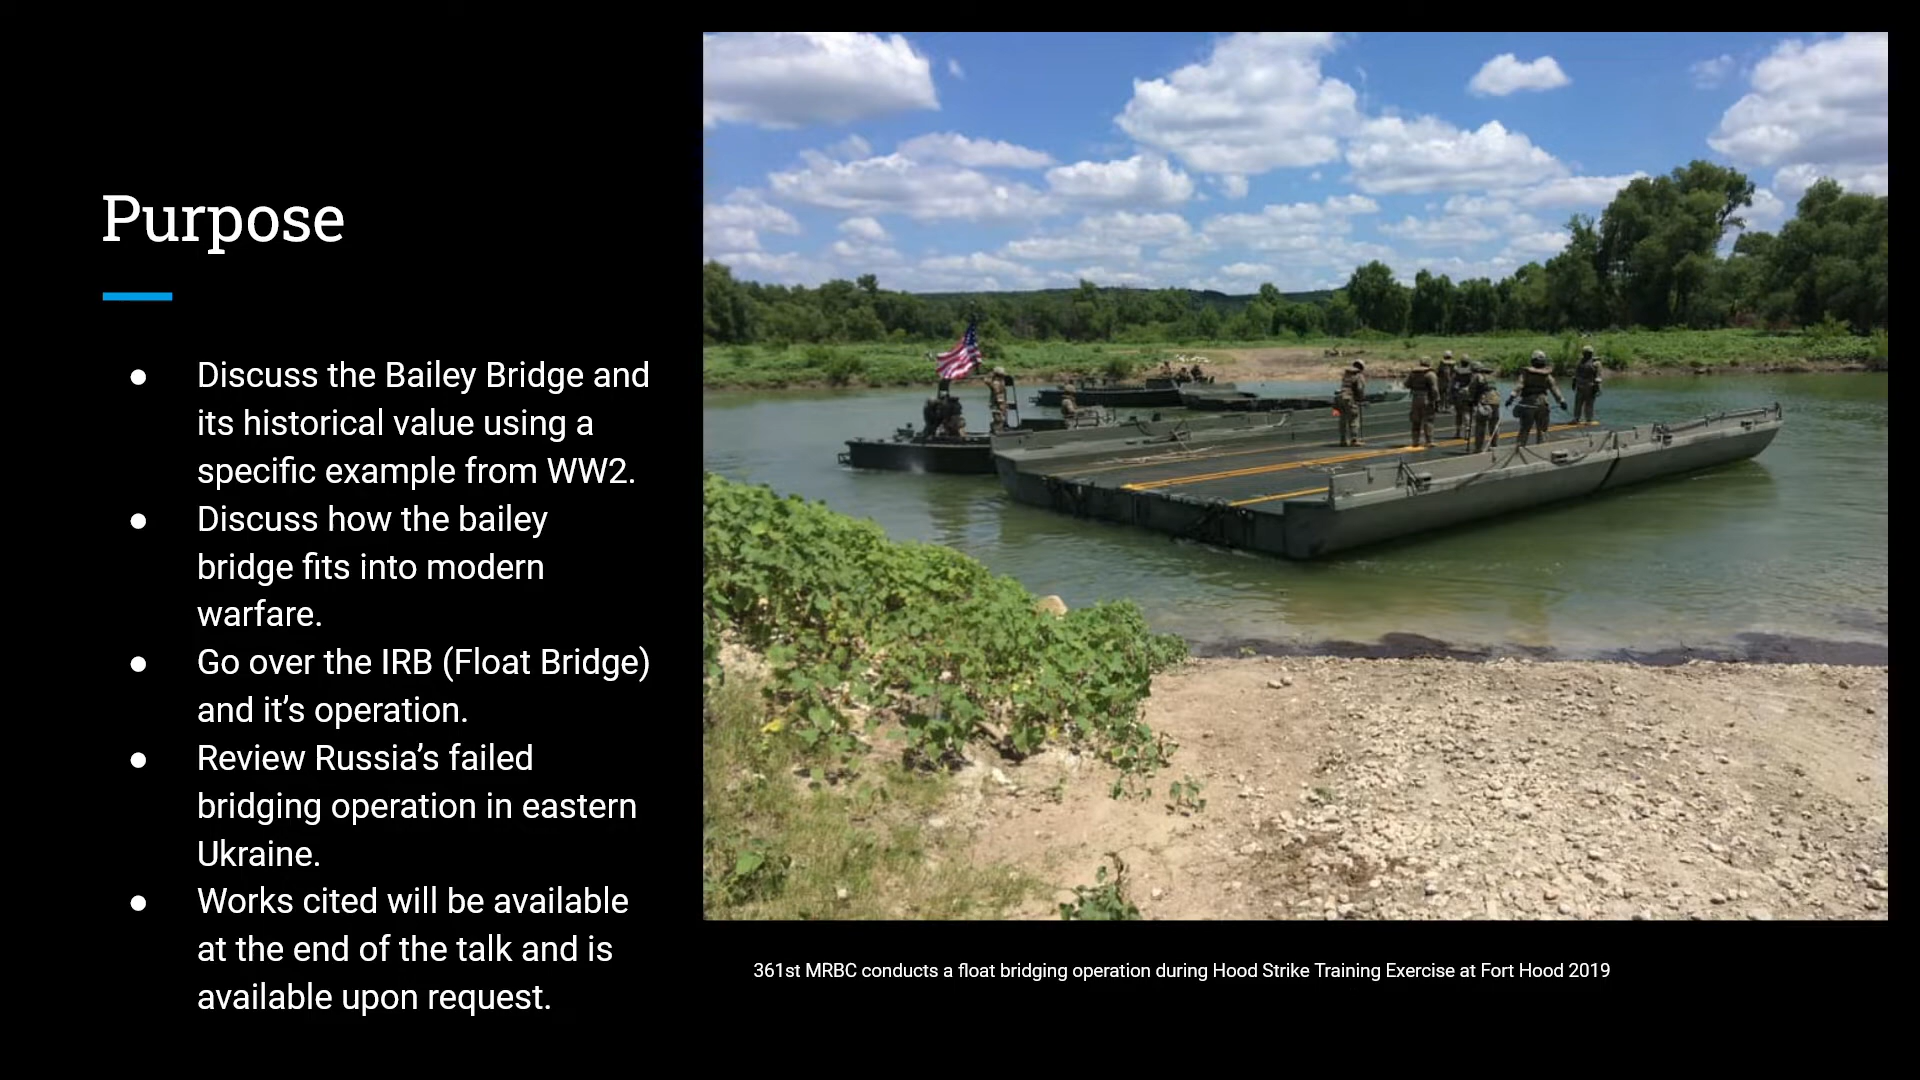 Purpose
● Discuss the Bailey Bridge and
its historical value using a
specific example from WW2.
● Discuss how the bailey
bridge fits into modern
warfare.
● Go over the IRB (Float Bridge)
and it’s operation.
● Review Russia’s failed
bridging operation in eastern
Ukraine.
● Works cited will be available
at the end of the talk and is
available upon request.
361st MRBC conducts a float bridging operation during Hood Strike Training Exercise at Fort Hood 2019